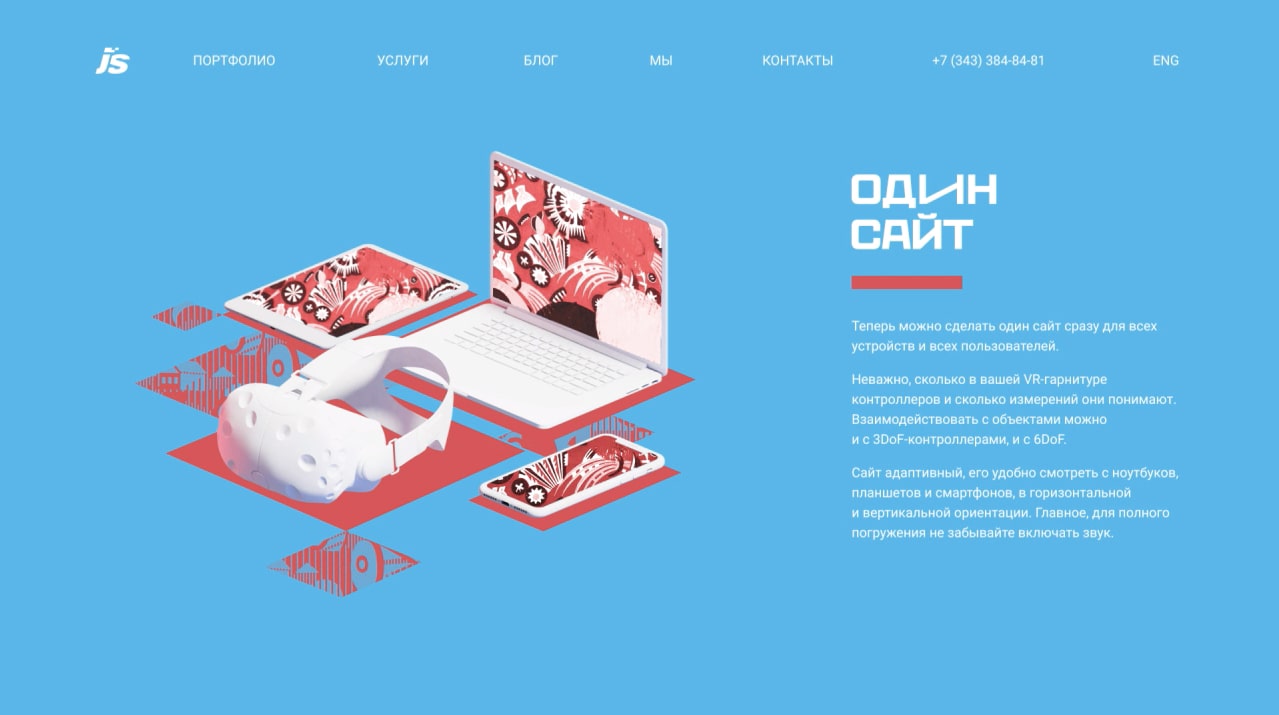 JS
ПОРТФОЛИО
УСЛУГИ
БЛОГ
МЫ
КОНТАКТЫ
+7 (343) 384-84-81
ENG
ОДИН
САЙТ
Теперь можно сделать один сайт сразу для всех
устройств и всех пользователей.
Неважно, сколько в вашей VR-гарнитуре
контроллеров и сколько измерений они понимают.
Взаимодействовать с объектами можно
и с 3DoF-контроллерами, и с 6DoF.
Сайт адаптивный, его удобно смотреть с ноутбуков,
планшетов и смартфонов, в горизонтальной
и вертикальной ориентации. Главное, для полного
погружения не забывайте включать звук.